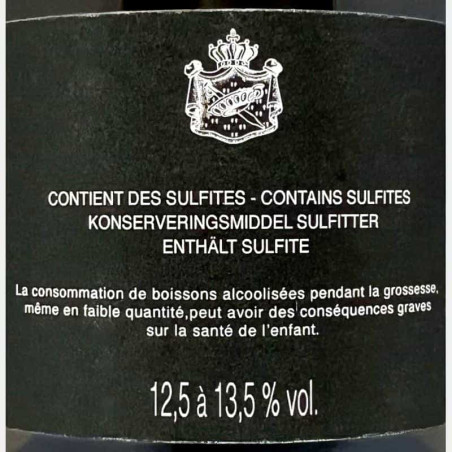 CONTIENT DES SULFITES - CONTAINS SULFITES
KONSERVERINGSMIDDEL SULFITTER
ENTHÄLT SULFITE
La consommation de boissons alcoolisées pendant la grossesse,
même en faible quantité,peut avoir des conséquences graves
sur la santé de l'enfant.
12,5 à 13,5 % vol.